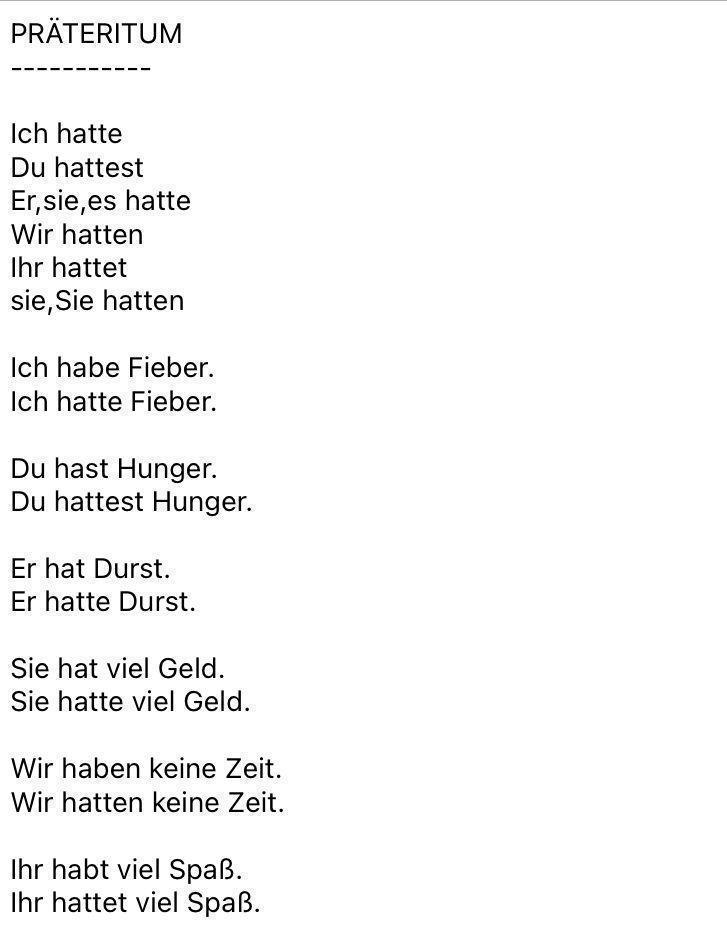 PRÄTERITUM
-----------
Ich hatte
Du hattest
Er,sie,es hatte
Wir hatten
Ihr hattet
sie,Sie hatten
Ich habe Fieber.
Ich hatte Fieber.
Du hast Hunger.
Du hattest Hunger.
Er hat Durst.
Er hatte Durst.
Sie hat viel Geld.
Sie hatte viel Geld.
Wir haben keine Zeit.
Wir hatten keine Zeit.
Ihr habt viel Spaß.
Ihr hattet viel Spaß.